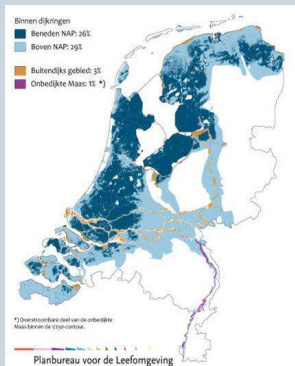 Binnen dijkringen
Beneden NAP: 26%
Boven NAP: 29%
Buitendijks gebied: 3%
Onbedijkte Maas: 1% *)
*) Overstroombare deel van de onbedijkte
Maas binnen de 1/250-contour.
Planbureau voor de Leefomgeving